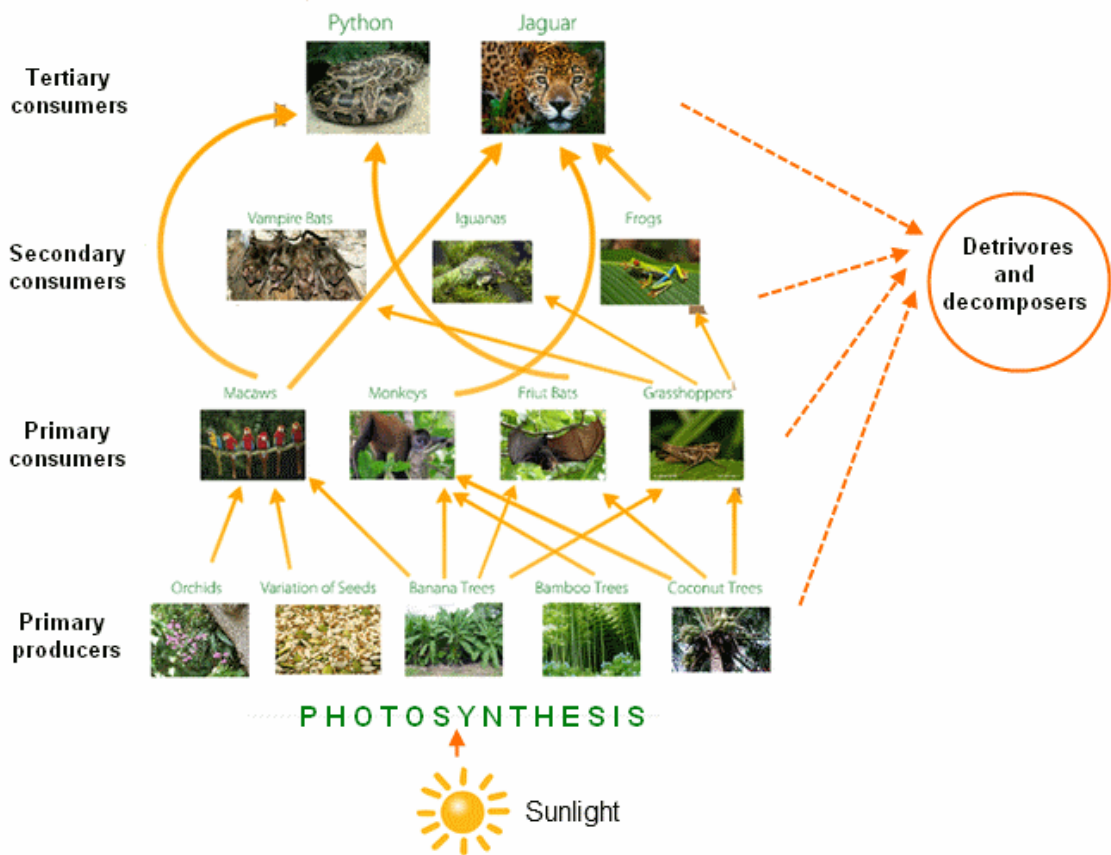 Python
Jaguar
Tertiary
consumers
Vampire Bats
Iguanas
Frogs
Secondary
consumers
Detrivores
and
decomposers
Macaws
Monkeys
Friut Bats
Grasshoppers
Primary
consumers
Orchids
Variation of Seeds
Banana Trees
Bamboo Trees
Coconut Trees
Primary
producers
PHOTOSYNTHESIS
Sunlight